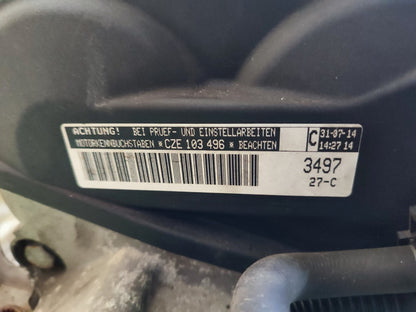 ACHTUNG! BEI PRUEF- UND EINSTELLARBEITEN
MOTORKENNBUCHSTABEN *CZE 103 496* BEACHTEN
C 31-07-14
14:27 14
3497
27-C